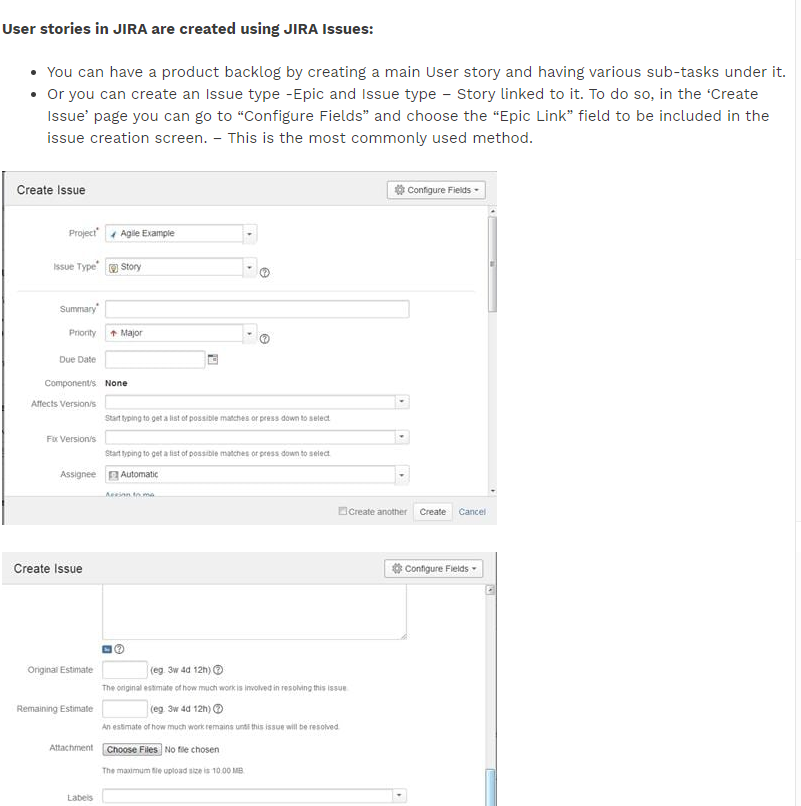 User stories in JIRA are created using JIRA Issues:
You can have a product backlog by creating a main User story and having various sub-tasks under it.
Or you can create an Issue type -Epic and Issue type – Story linked to it. To do so, in the ‘Create
Issue’ page you can go to “Configure Fields” and choose the “Epic Link” field to be included in the
issue creation screen. – This is the most commonly used method.
Create Issue
Configure Fields
Project*
Agile Example
Issue Type*
Story
Summary*
Priority
Major
Due Date
Component/s
None
Affects Version/s
Start typing to get a list of possible matches or press down to select.
Fix Version/s
Start typing to get a list of possible matches or press down to select.
Assignee
Automatic
Assign to me
Create another
Create
Cancel
Create Issue
Configure Fields
Original Estimate
(eg. 3w 4d 12h)
The original estimate of how much work is involved in resolving this issue.
Remaining Estimate
(eg. 3w 4d 12h)
An estimate of how much work remains until this issue will be resolved.
Attachment
Choose Files
No file chosen
The maximum file upload size is 10.00 MB.
Labels